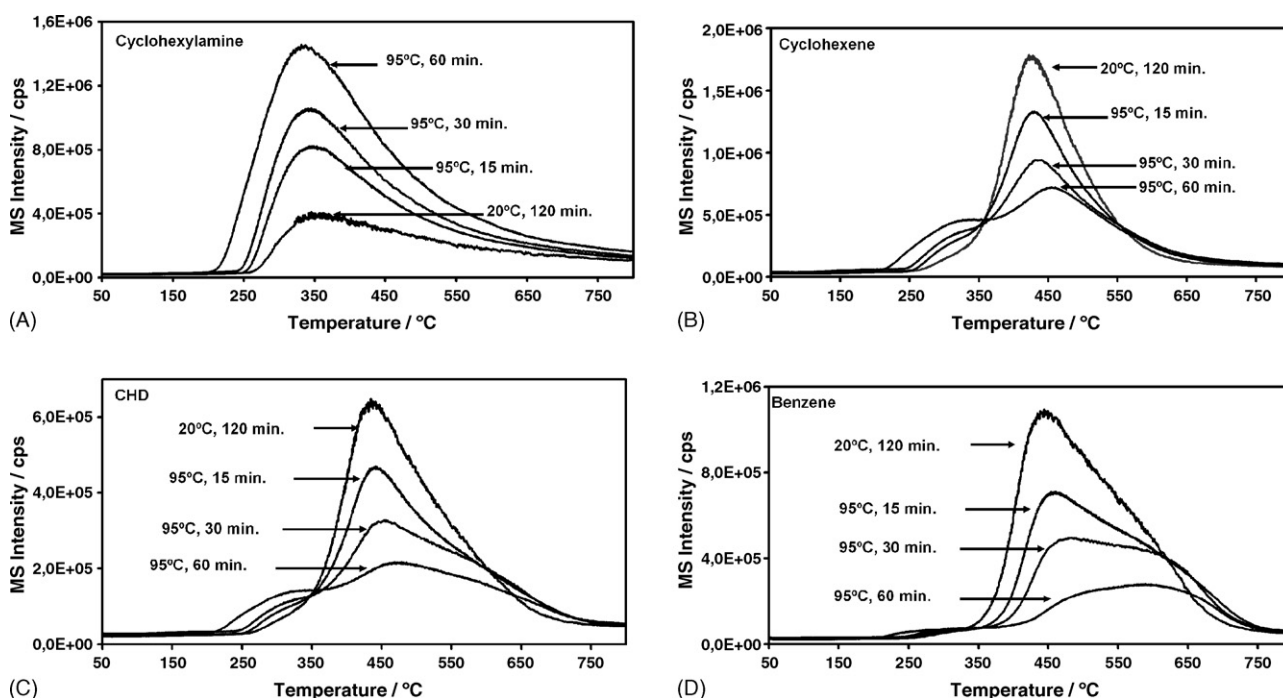 1,6E+06
Cyclohexylamine
95ºC, 60 min.
1,2E+06
95ºC, 30 min.
8,0E+05
95ºC, 15 min.
4,0E+05
20ºC, 120 min.
0,0E+00
MS Intensity / cps
50 150 250 350 450 550 650 750
Temperature / ºC
(A)
2,0E+06
Cyclohexene
20ºC, 120 min.
1,5E+06
95ºC, 15 min.
1,0E+06
95ºC, 30 min.
95ºC, 60 min.
5,0E+05
0,0E+00
MS Intensity / cps
50 150 250 350 450 550 650 750
Temperature / ºC
(B)
CHD
6,0E+05
20ºC, 120 min.
95ºC, 15 min.
4,0E+05
95ºC, 30 min.
2,0E+05
95ºC, 60 min.
0,0E+00
MS Intensity / cps
50 150 250 350 450 550 650 750
Temperature / ºC
(C)
1,2E+06
Benzene
20ºC, 120 min.
8,0E+05
95ºC, 15 min.
95ºC, 30 min.
4,0E+05
95ºC, 60 min.
0,0E+00
MS Intensity / cps
50 150 250 350 450 550 650 750
Temperature / ºC
(D)